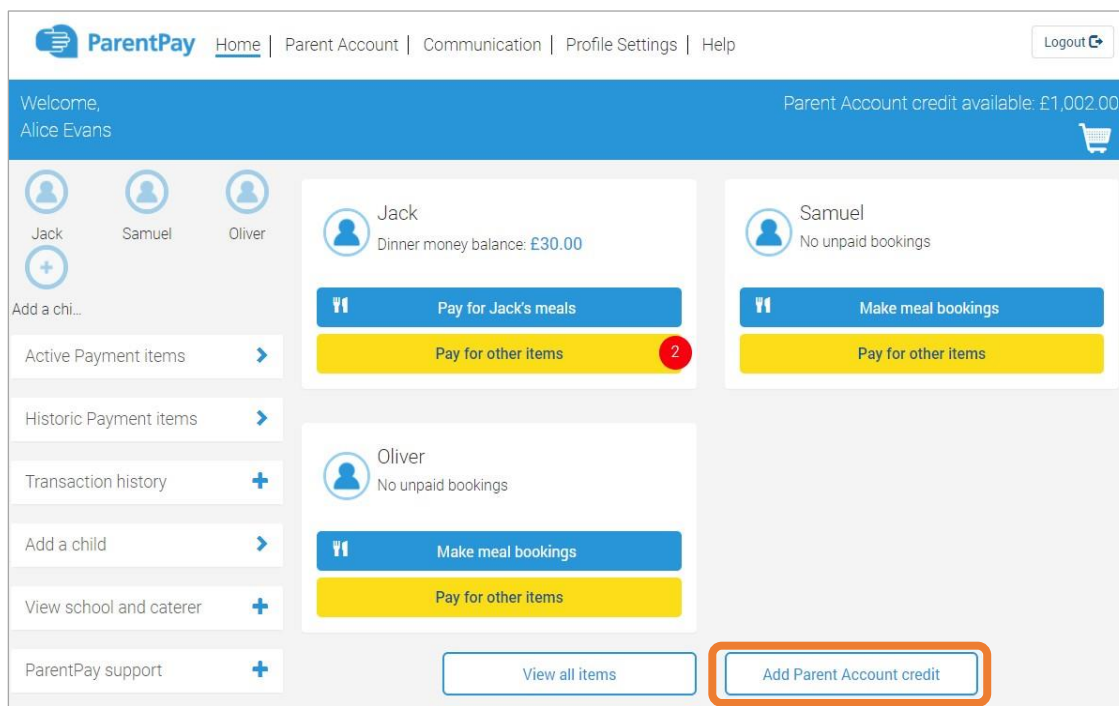 ParentPay Home | Parent Account | Communication | Profile Settings | Help
Logout
Welcome,
Alice Evans
Parent Account credit available: £1,002.00
Jack
Samuel
Oliver
Add a chi...
Active Payment items
Historic Payment items
Transaction history
Add a child
View school and caterer
ParentPay support
Jack
Dinner money balance: £30.00
Pay for Jack's meals
Pay for other items 2
Samuel
No unpaid bookings
Make meal bookings
Pay for other items
Oliver
No unpaid bookings
Make meal bookings
Pay for other items
View all items
Add Parent Account credit